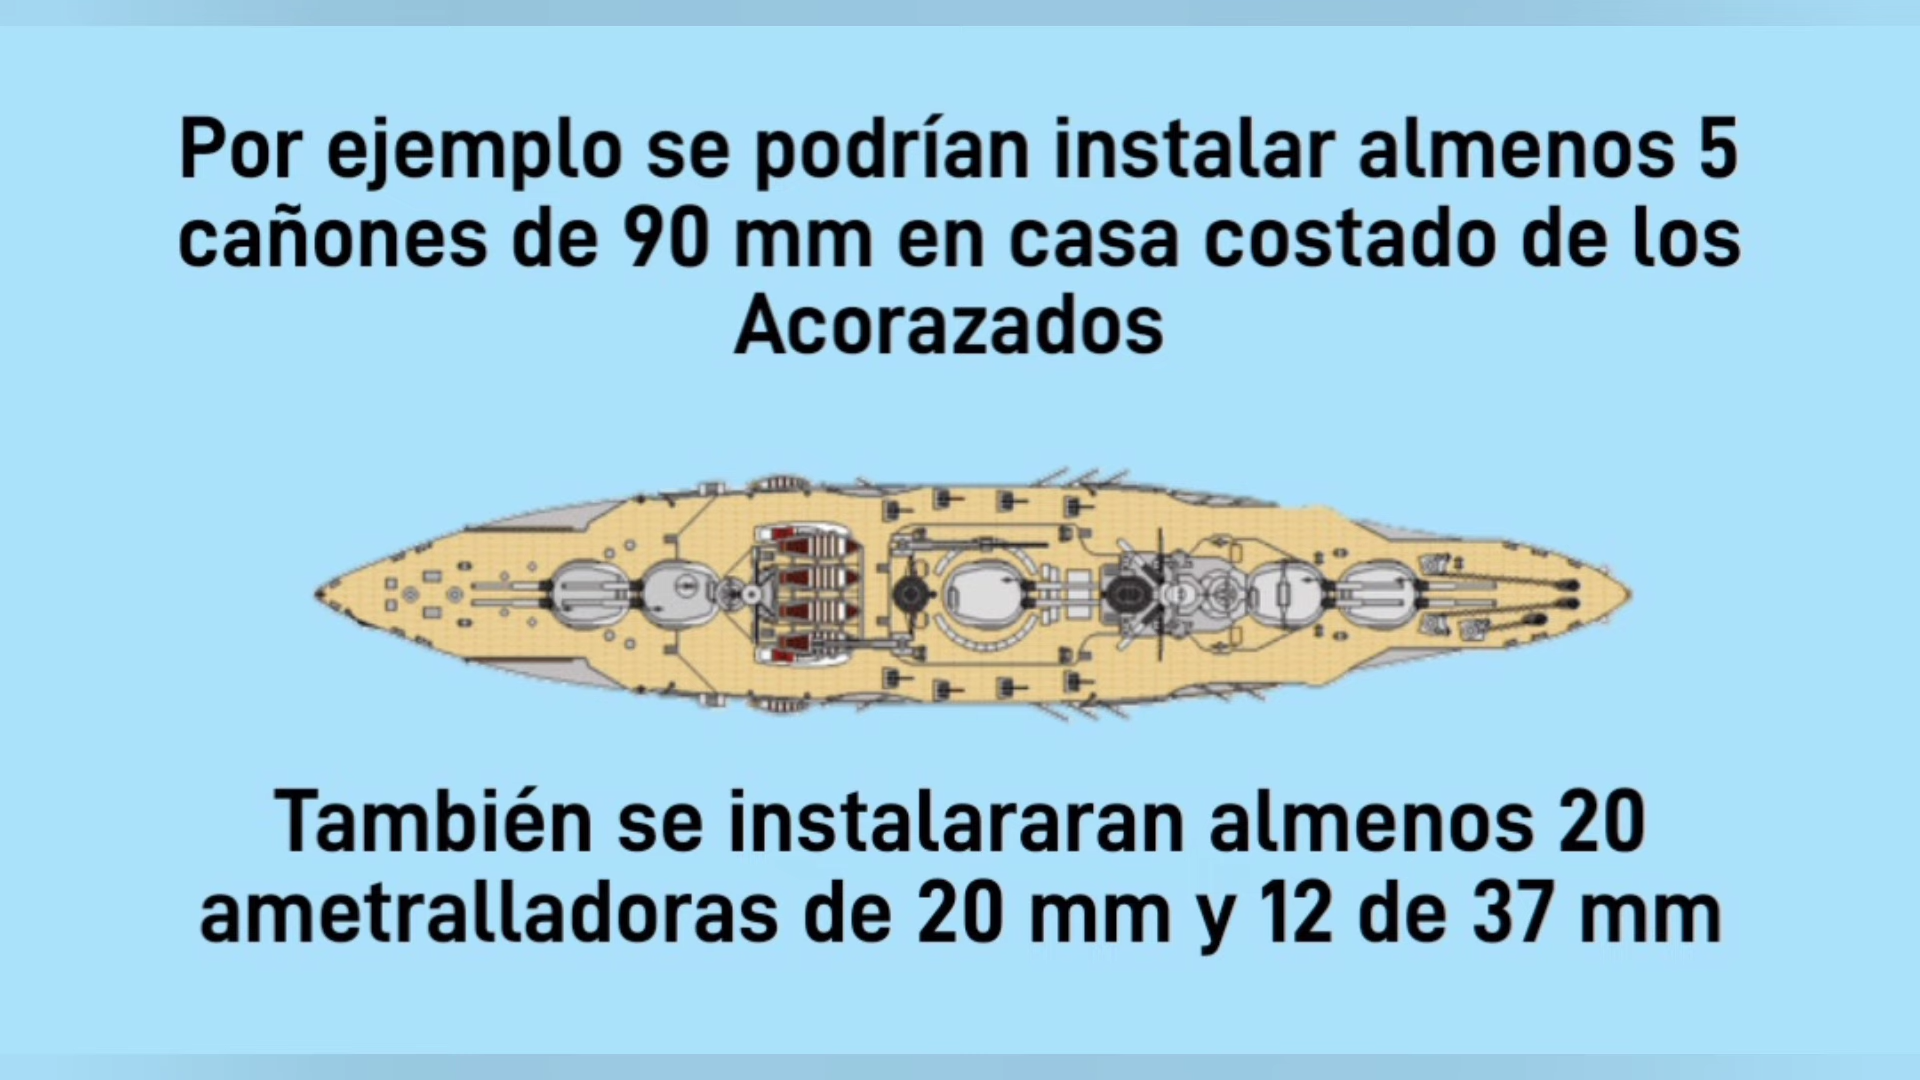 Por ejemplo se podrían instalar almenos 5
cañones de 90 mm en casa costado de los
Acorazados
También se instalararan almenos 20
ametralladoras de 20 mm y 12 de 37 mm